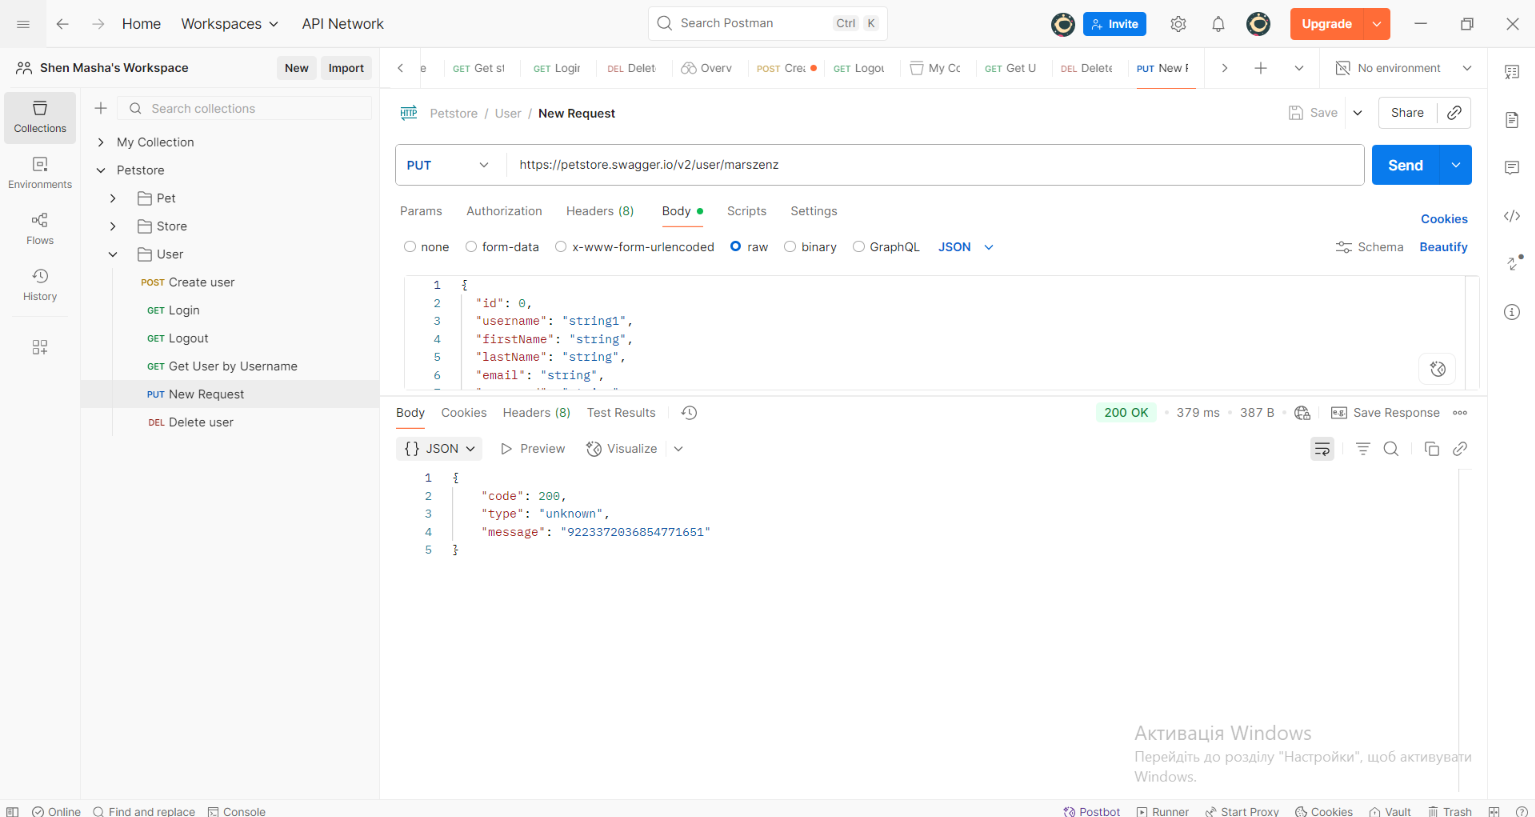 Home Workspaces API Network Search Postman Ctrl K Invite Upgrade
Shen Masha's Workspace New Import e GET Get st GET Login DEL Delete Overv POST Crea GET Logou My Co GET Get U DEL Delete PUT New R No environment
Search collections
Collections
Environments
Flows
History
My Collection
Petstore
Pet
Store
User
POST Create user
GET Login
GET Logout
GET Get User by Username
PUT New Request
DEL Delete user
HTTP Petstore / User / New Request Save Share
PUT https://petstore.swagger.io/v2/user/marszenz Send
Params Authorization Headers (8) Body Scripts Settings Cookies
none form-data x-www-form-urlencoded raw binary GraphQL JSON Schema Beautify
1 {
2 "id": 0,
3 "username": "string1",
4 "firstName": "string",
5 "lastName": "string",
6 "email": "string",
Body Cookies Headers (8) Test Results 200 OK 379 ms 387 B e.g. Save Response
{} JSON Preview Visualize
1 {
2 "code": 200,
3 "type": "unknown",
4 "message": "9223372036854771651"
5 }
Активація Windows
Перейдіть до розділу "Настройки", щоб активувати
Windows.
Online Find and replace Console Postbot Runner Start Proxy Cookies Vault Trash